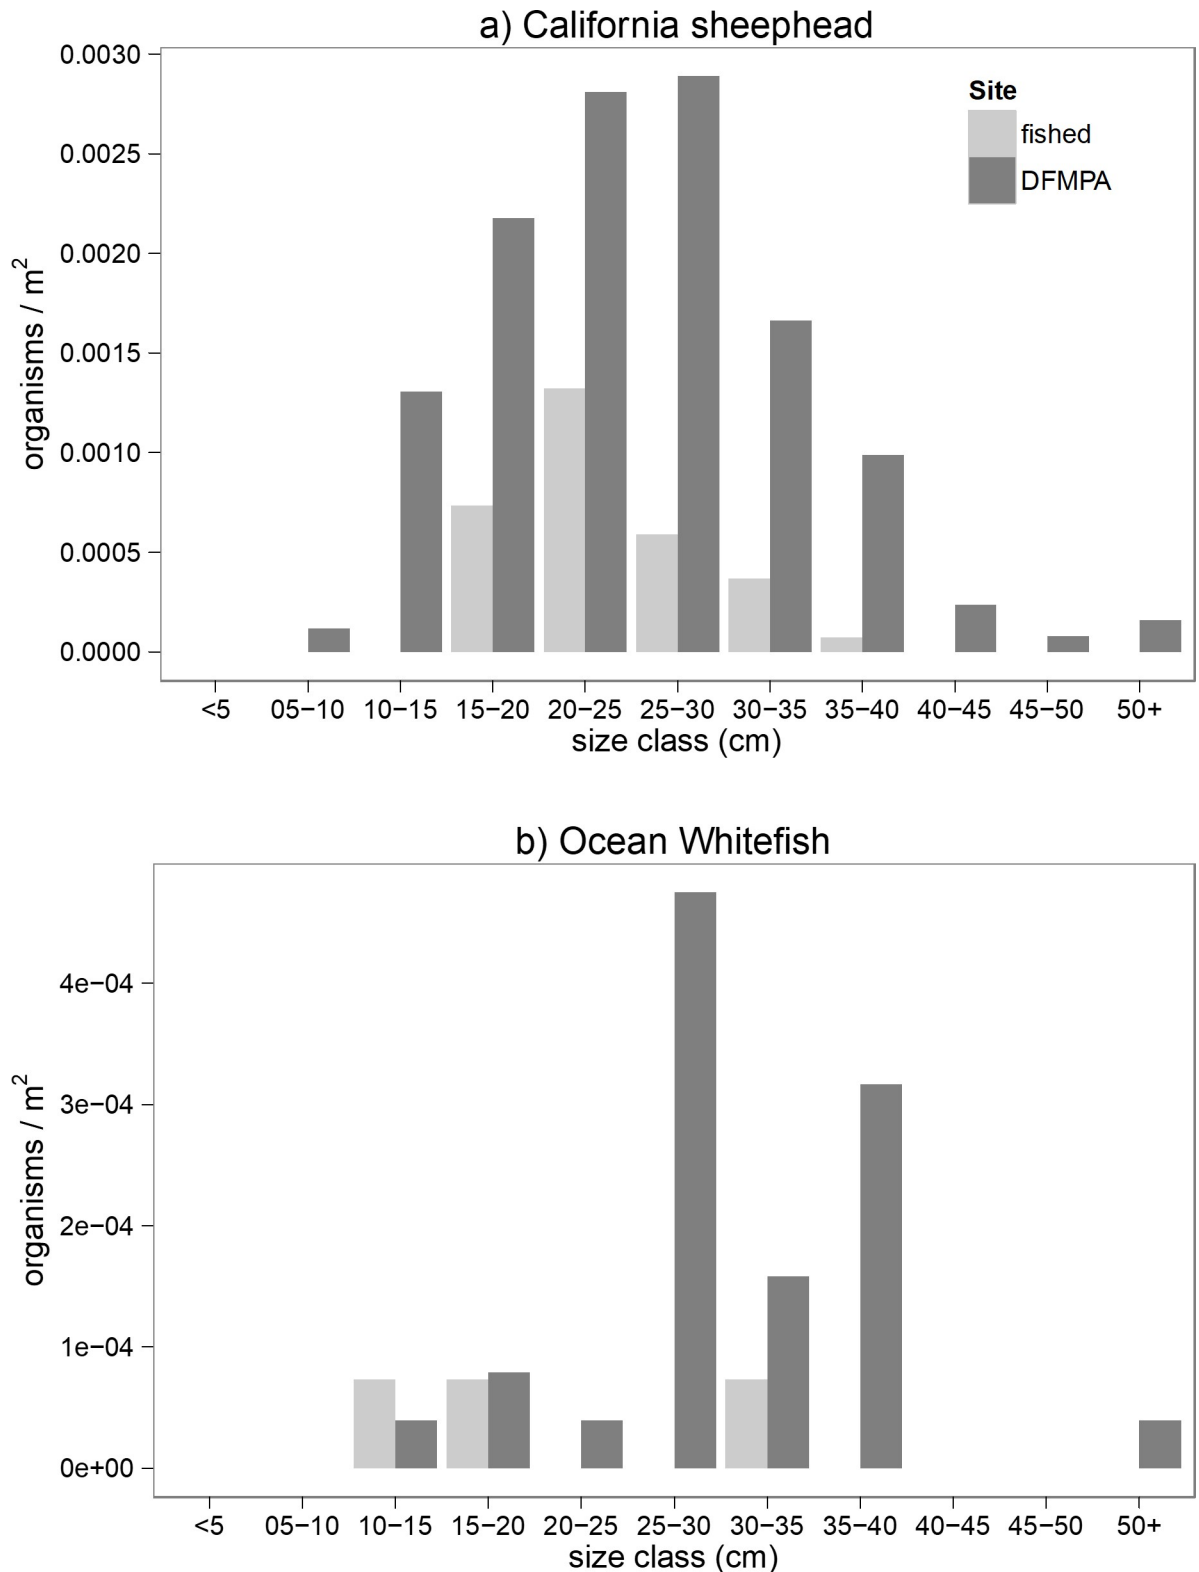 a) California sheephead
0.0030
0.0025
0.0020
0.0015
0.0010
0.0005
0.0000
organisms / m²
Site
fished
DFMPA
<5 05−10 10−15 15−20 20−25 25−30 30−35 35−40 40−45 45−50 50+
size class (cm)
b) Ocean Whitefish
4e−04
3e−04
2e−04
1e−04
0e+00
organisms / m²
<5 05−10 10−15 15−20 20−25 25−30 30−35 35−40 40−45 45−50 50+
size class (cm)